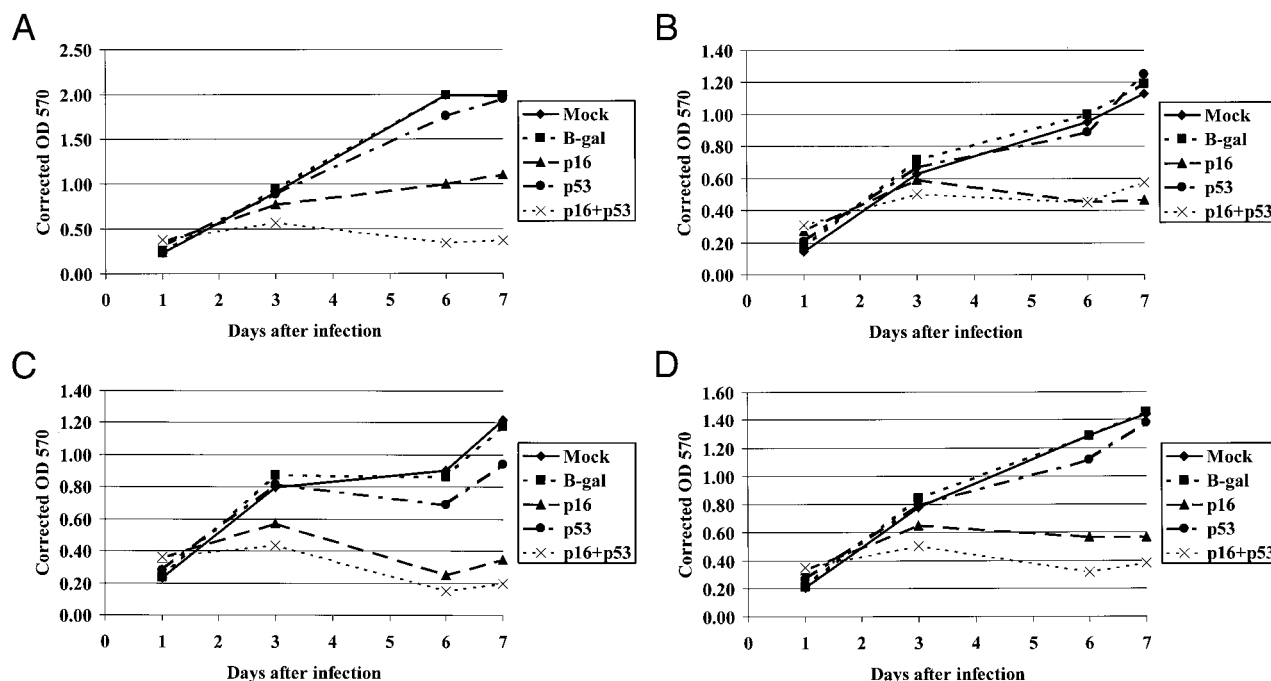 A
2.50
2.00
1.50
1.00
0.50
0.00
Corrected OD 570
0 1 2 3 4 5 6 7
Days after infection
Mock
B-gal
p16
p53
p16+p53
B
1.40
1.20
1.00
0.80
0.60
0.40
0.20
0.00
Corrected OD 570
0 1 2 3 4 5 6 7
Days after infection
Mock
B-gal
p16
p53
p16+p53
C
1.40
1.20
1.00
0.80
0.60
0.40
0.20
0.00
Corrected OD 570
0 1 2 3 4 5 6 7
Days after infection
Mock
B-gal
p16
p53
p16+p53
D
1.60
1.40
1.20
1.00
0.80
0.60
0.40
0.20
0.00
Corrected OD 570
0 1 2 3 4 5 6 7
Days after infection
Mock
B-gal
p16
p53
p16+p53